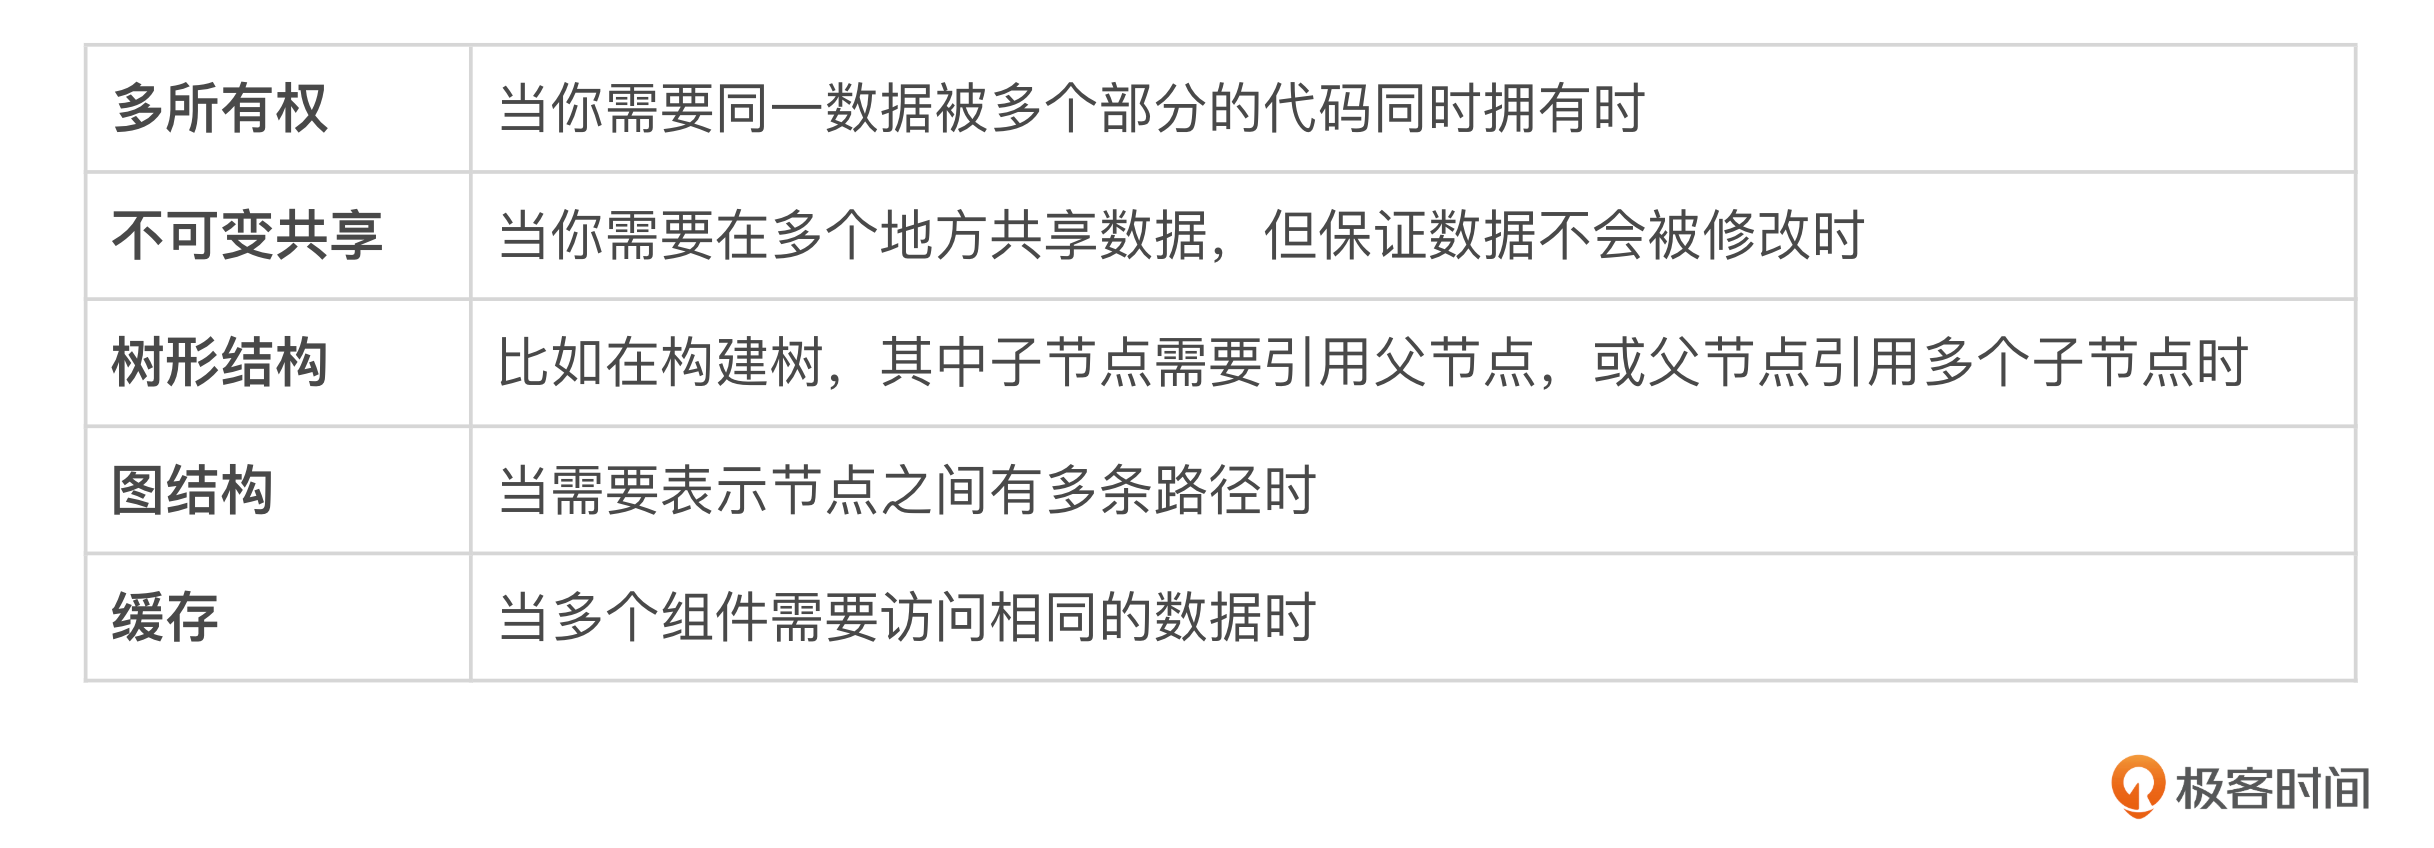 多所有权 当你需要同一数据被多个部分的代码同时拥有时
不可变共享 当你需要在多个地方共享数据，但保证数据不会被修改时
树形结构 比如在构建树，其中子节点需要引用父节点，或父节点引用多个子节点时
图结构 当需要表示节点之间有多条路径时
缓存 当多个组件需要访问相同的数据时
极客时间